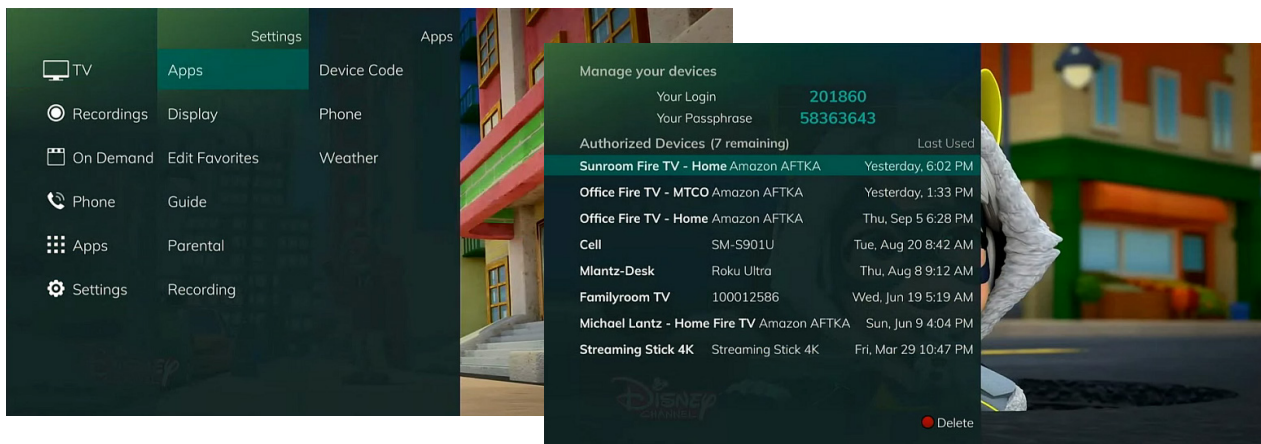 Settings
Apps
TV
Recordings
On Demand
Phone
Apps
Settings
Apps
Display
Edit Favorites
Guide
Parental
Recording
Device Code
Phone
Weather
Manage your devices
Your Login 201860
Your Passphrase 58363643
Authorized Devices (7 remaining) Last Used
Sunroom Fire TV - Home Amazon AFTKA Yesterday, 6:02 PM
Office Fire TV - MTCO Amazon AFTKA Yesterday, 1:33 PM
Office Fire TV - Home Amazon AFTKA Thu, Sep 5 6:28 PM
Cell SM-S901U Tue, Aug 20 8:42 AM
Mlantz-Desk Roku Ultra Thu, Aug 8 9:12 AM
Familyroom TV 100012586 Wed, Jun 19 5:19 AM
Michael Lantz - Home Fire TV Amazon AFTKA Sun, Jun 9 4:04 PM
Streaming Stick 4K Streaming Stick 4K Fri, Mar 29 10:47 PM
Disney
CHANNEL
Delete